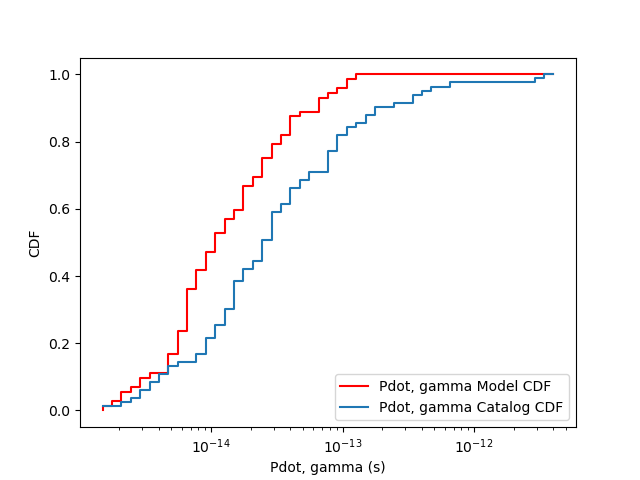 1.0
0.8
0.6
0.4
0.2
0.0
CDF
10⁻¹⁴
10⁻¹³
10⁻¹²
Pdot, gamma (s)
Pdot, gamma Model CDF
Pdot, gamma Catalog CDF